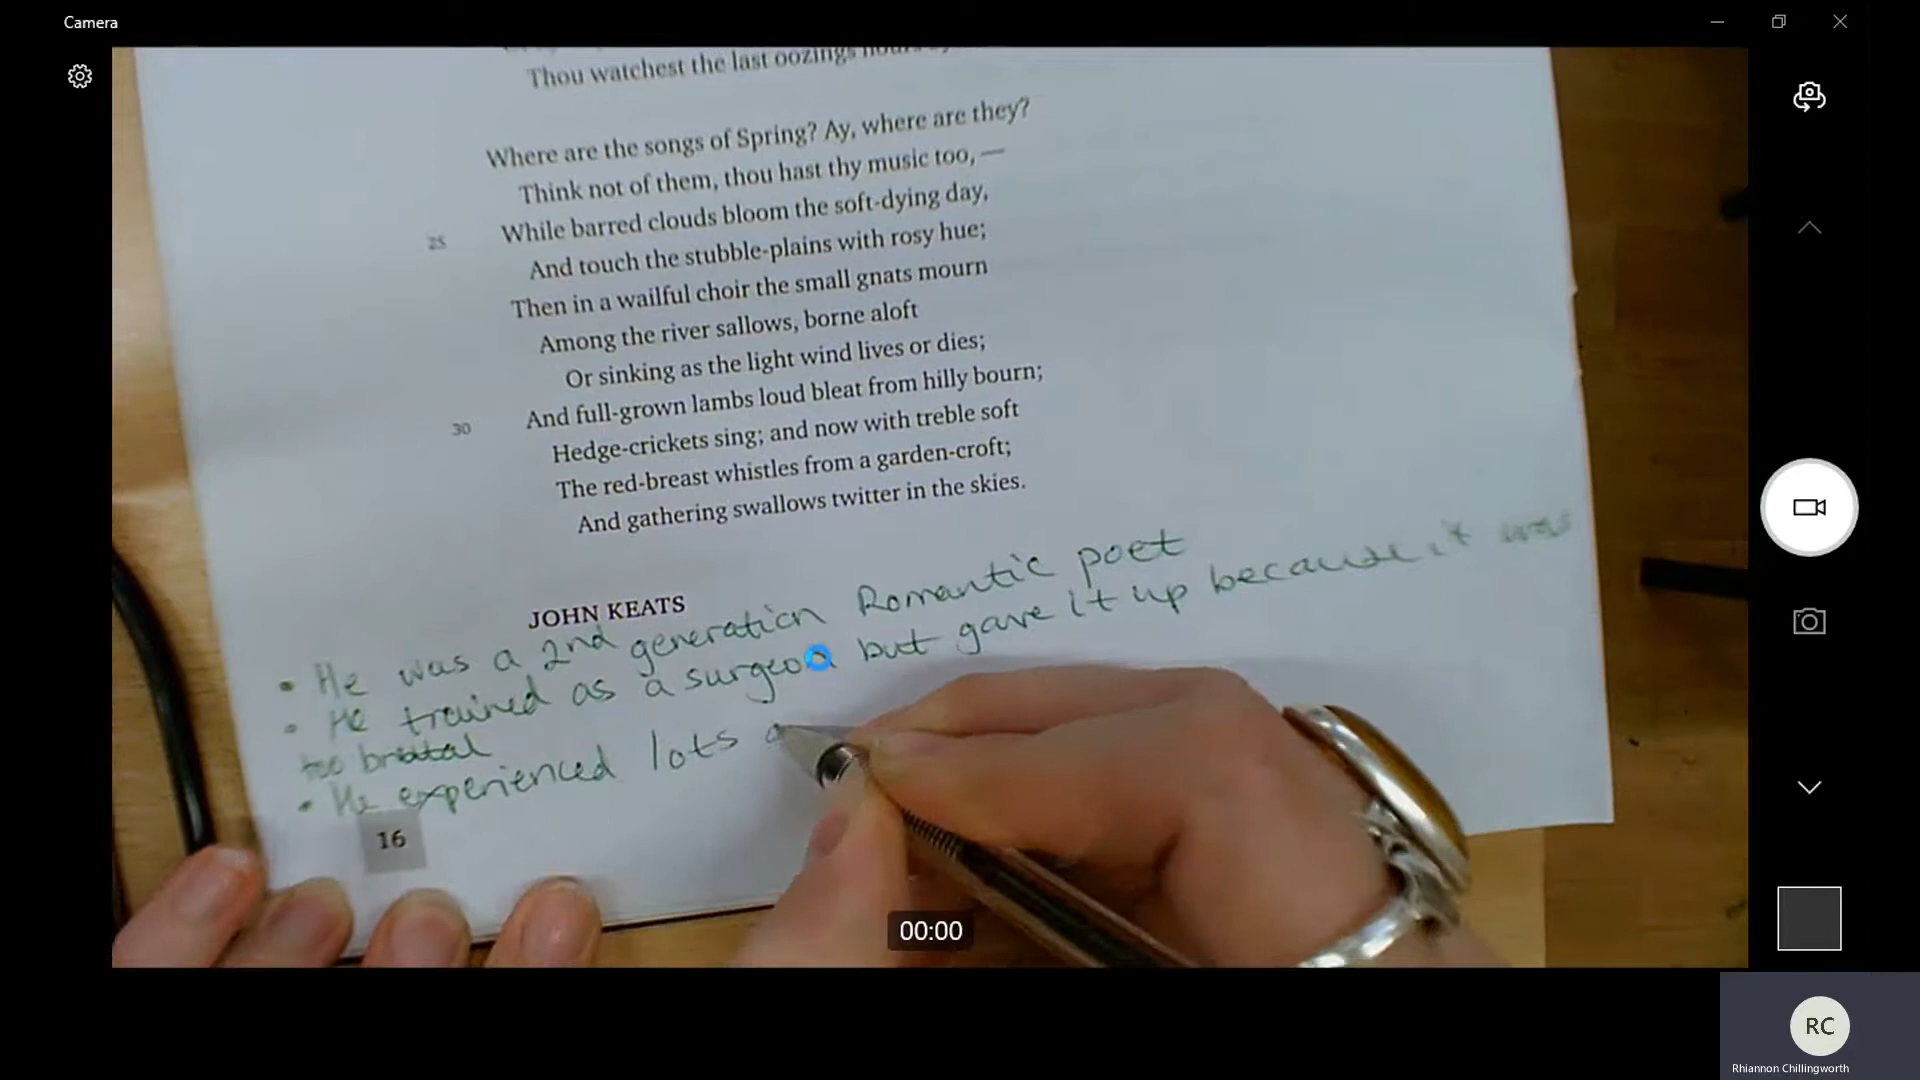 Camera
Thou watchest the last oozings hours
Where are the songs of Spring? Ay, where are they?
Think not of them, thou hast thy music too, —
While barred clouds bloom the soft-dying day,
25
And touch the stubble-plains with rosy hue;
Then in a wailful choir the small gnats mourn
Among the river sallows, borne aloft
Or sinking as the light wind lives or dies;
And full-grown lambs loud bleat from hilly bourn;
30
Hedge-crickets sing; and now with treble soft
The red-breast whistles from a garden-croft;
And gathering swallows twitter in the skies.
JOHN KEATS
• He was a 2nd generation Romantic poet
• He trained as a surgeon but gave it up because it was
too brutal
• He experienced lots
16
00:00
RC
Rhiannon Chillingworth